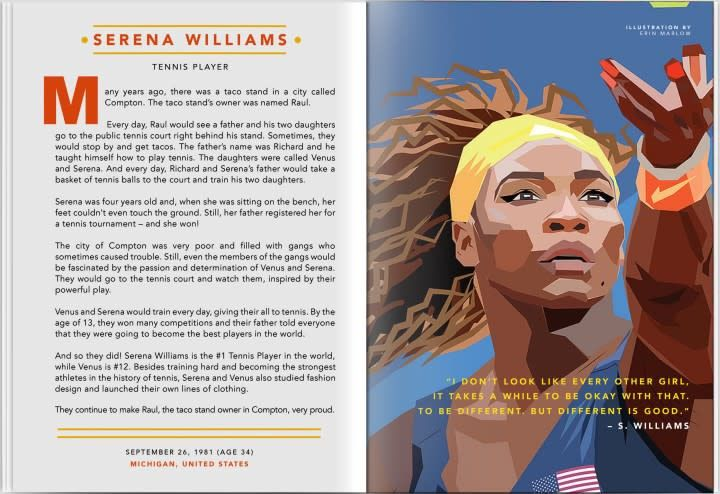 SERENA WILLIAMS
TENNIS PLAYER
Many years ago, there was a taco stand in a city called
Compton. The taco stand's owner was named Raul.
Every day, Raul would see a father and his two daughters
go to the public tennis court right behind his stand. Sometimes, they
would stop by and get tacos. The father's name was Richard and he
taught himself how to play tennis. The daughters were called Venus
and Serena. And every day, Richard and Serena's father would take a
basket of tennis balls to the court and train his two daughters.
Serena was four years old and, when she was sitting on the bench, her
feet couldn't even touch the ground. Still, her father registered her for
a tennis tournament – and she won!
The city of Compton was very poor and filled with gangs who
sometimes caused trouble. Still, even the members of the gangs would
be fascinated by the passion and determination of Venus and Serena.
They would go to the tennis court and watch them, inspired by their
powerful play.
Venus and Serena would train every day, giving their all to tennis. By the
age of 13, they won many competitions and their father told everyone
that they were going to become the best players in the world.
And so they did! Serena Williams is the #1 Tennis Player in the world,
while Venus is #12. Besides training hard and becoming the strongest
athletes in the history of tennis, Serena and Venus also studied fashion
design and launched their own lines of clothing.
They continue to make Raul, the taco stand owner in Compton, very proud.
SEPTEMBER 26, 1981 (AGE 34)
MICHIGAN, UNITED STATES
ILLUSTRATION BY
ERIN MARLOW
"I DON'T LOOK LIKE EVERY OTHER GIRL,
IT TAKES A WHILE TO BE OKAY WITH THAT.
TO BE DIFFERENT. BUT DIFFERENT IS GOOD."
– S. WILLIAMS